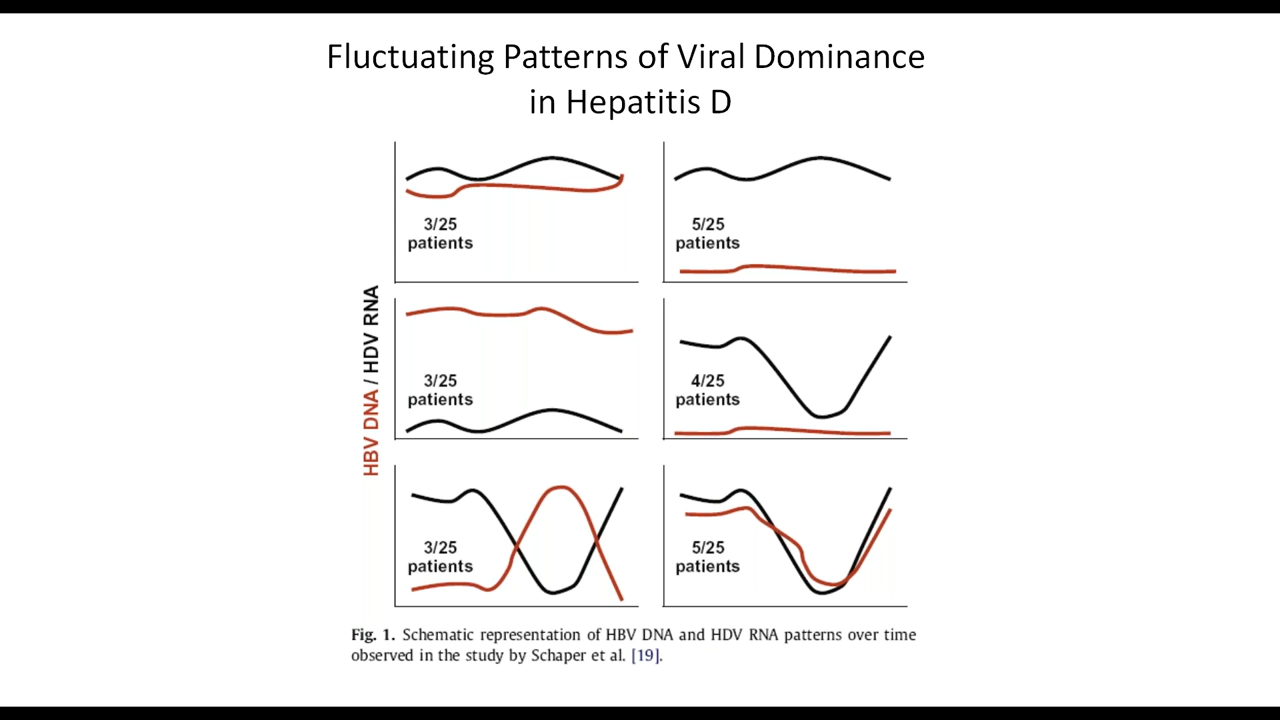 Fluctuating Patterns of Viral Dominance
in Hepatitis D
HBV DNA / HDV RNA
3/25
patients
5/25
patients
3/25
patients
4/25
patients
3/25
patients
5/25
patients
Fig. 1. Schematic representation of HBV DNA and HDV RNA patterns over time
observed in the study by Schaper et al. [19].